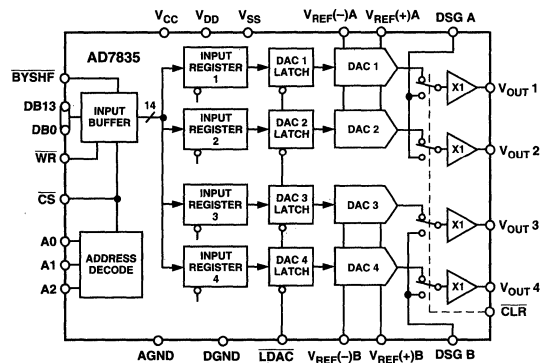 VCC VDD VSS VREF(−)A VREF(+)A DSG A
AD7835
BYSHF
DB13
DB0
WR
CS
A0
A1
A2
INPUT
BUFFER
14
ADDRESS
DECODE
INPUT
REGISTER
1
DAC 1
LATCH
DAC 1
X1
VOUT 1
INPUT
REGISTER
2
DAC 2
LATCH
DAC 2
X1
VOUT 2
INPUT
REGISTER
3
DAC 3
LATCH
DAC 3
X1
VOUT 3
INPUT
REGISTER
4
DAC 4
LATCH
DAC 4
X1
VOUT 4
CLR
AGND DGND LDAC VREF(−)B VREF(+)B DSG B